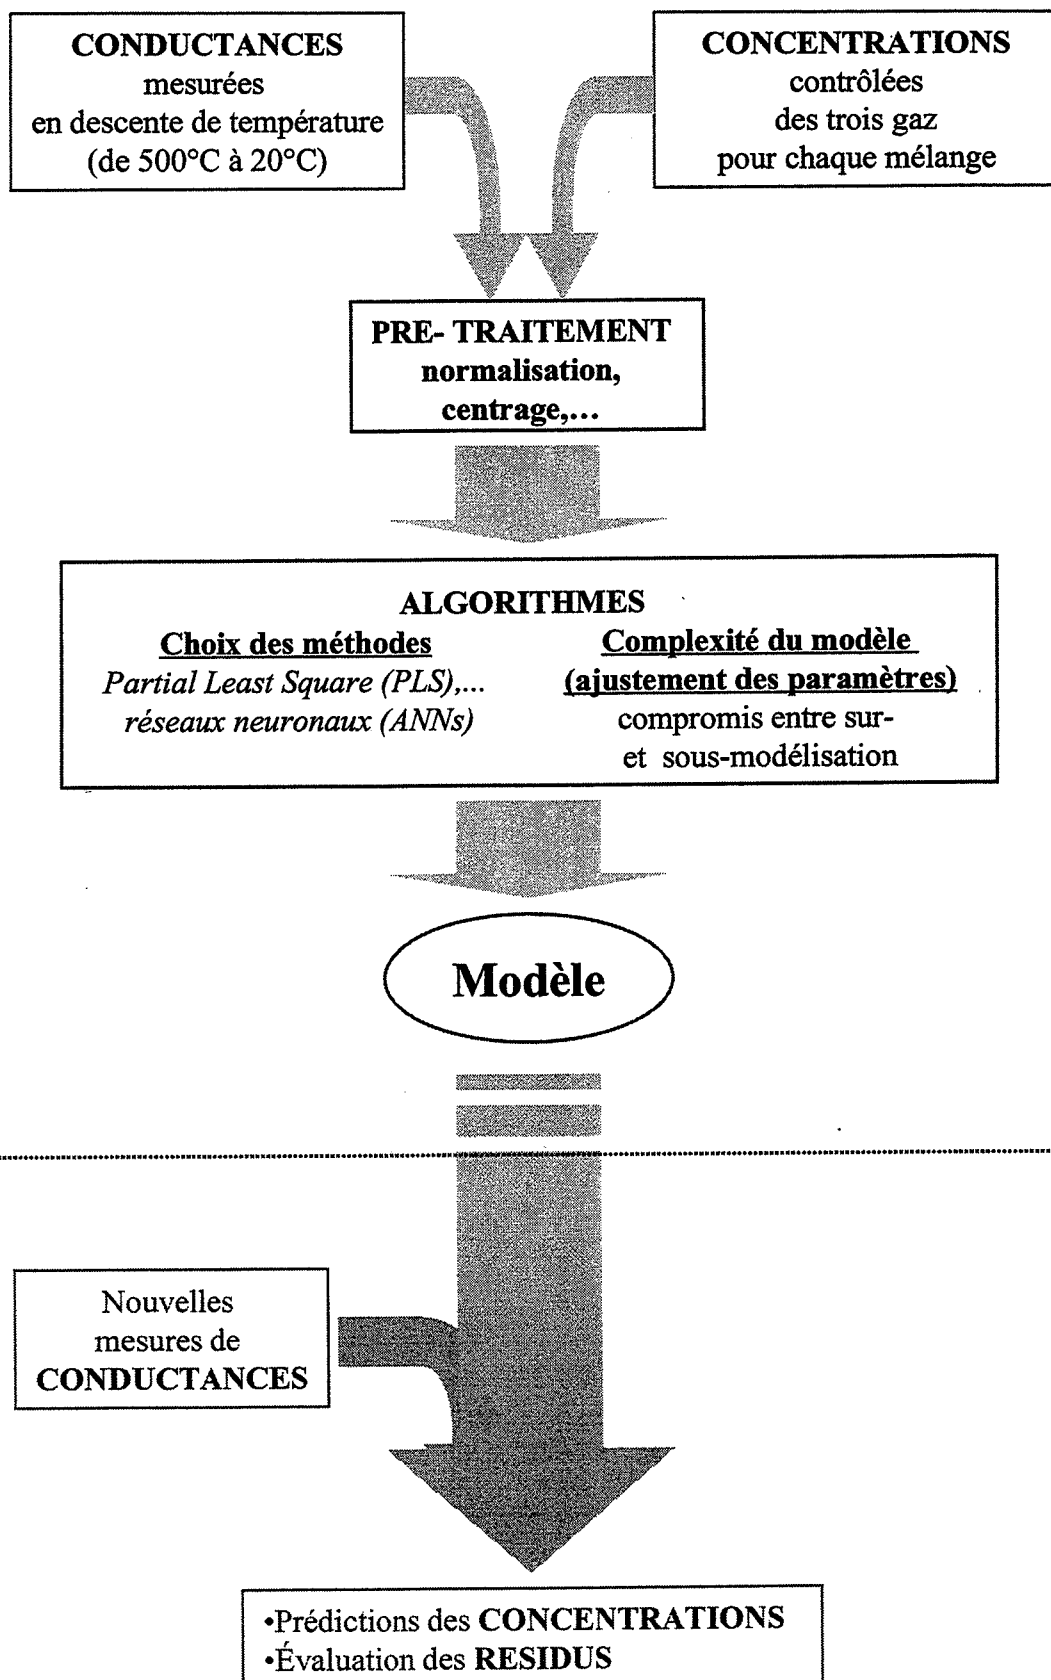 CONDUCTANCES
mesurées
en descente de température
(de 500°C à 20°C)
CONCENTRATIONS
contrôlées
des trois gaz
pour chaque mélange
PRE- TRAITEMENT
normalisation,
centrage,...
ALGORITHMES
Choix des méthodes
Partial Least Square (PLS),...
réseaux neuronaux (ANNs)
Complexité du modèle
(ajustement des paramètres)
compromis entre sur-
et sous-modélisation
Modèle
Nouvelles
mesures de
CONDUCTANCES
•Prédictions des CONCENTRATIONS
•Évaluation des RESIDUS